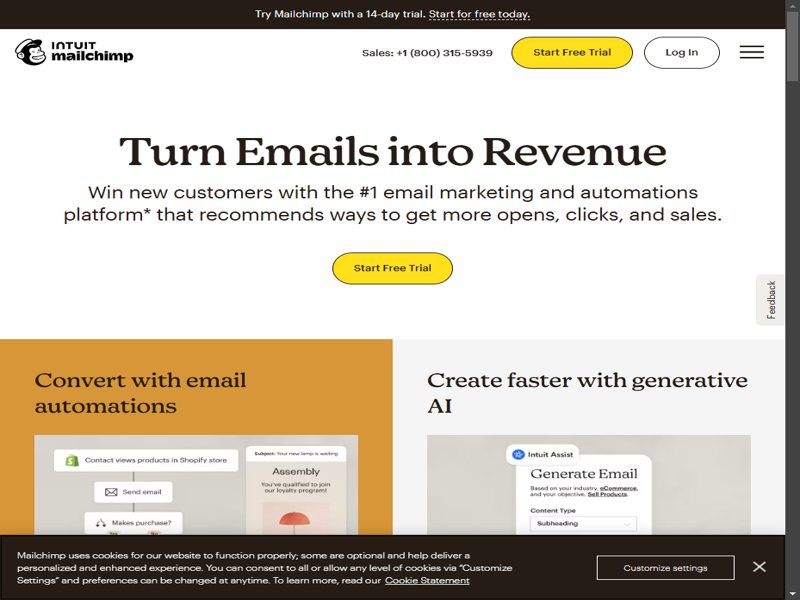 Try Mailchimp with a 14-day trial. Start for free today.
INTUIT
mailchimp
Sales: +1 (800) 315-5939
Start Free Trial
Log In
Turn Emails into Revenue
Win new customers with the #1 email marketing and automations
platform* that recommends ways to get more opens, clicks, and sales.
Start Free Trial
Feedback
Convert with email
automations
Contact views products in Shopify store
Send email
Makes purchase?
Subject: Your new lamp is waiting
Assembly
You've qualified to join
our loyalty program!
Create faster with generative
AI
Intuit Assist
Generate Email
Based on your industry, eCommerce,
and your objective, Sell Products.
Content Type
Subheading
Mailchimp uses cookies for our website to function properly; some are optional and help deliver a
personalized and enhanced experience. You can consent to all or allow any level of cookies via "Customize
Settings" and preferences can be changed at anytime. To learn more, read our Cookie Statement
Customize settings